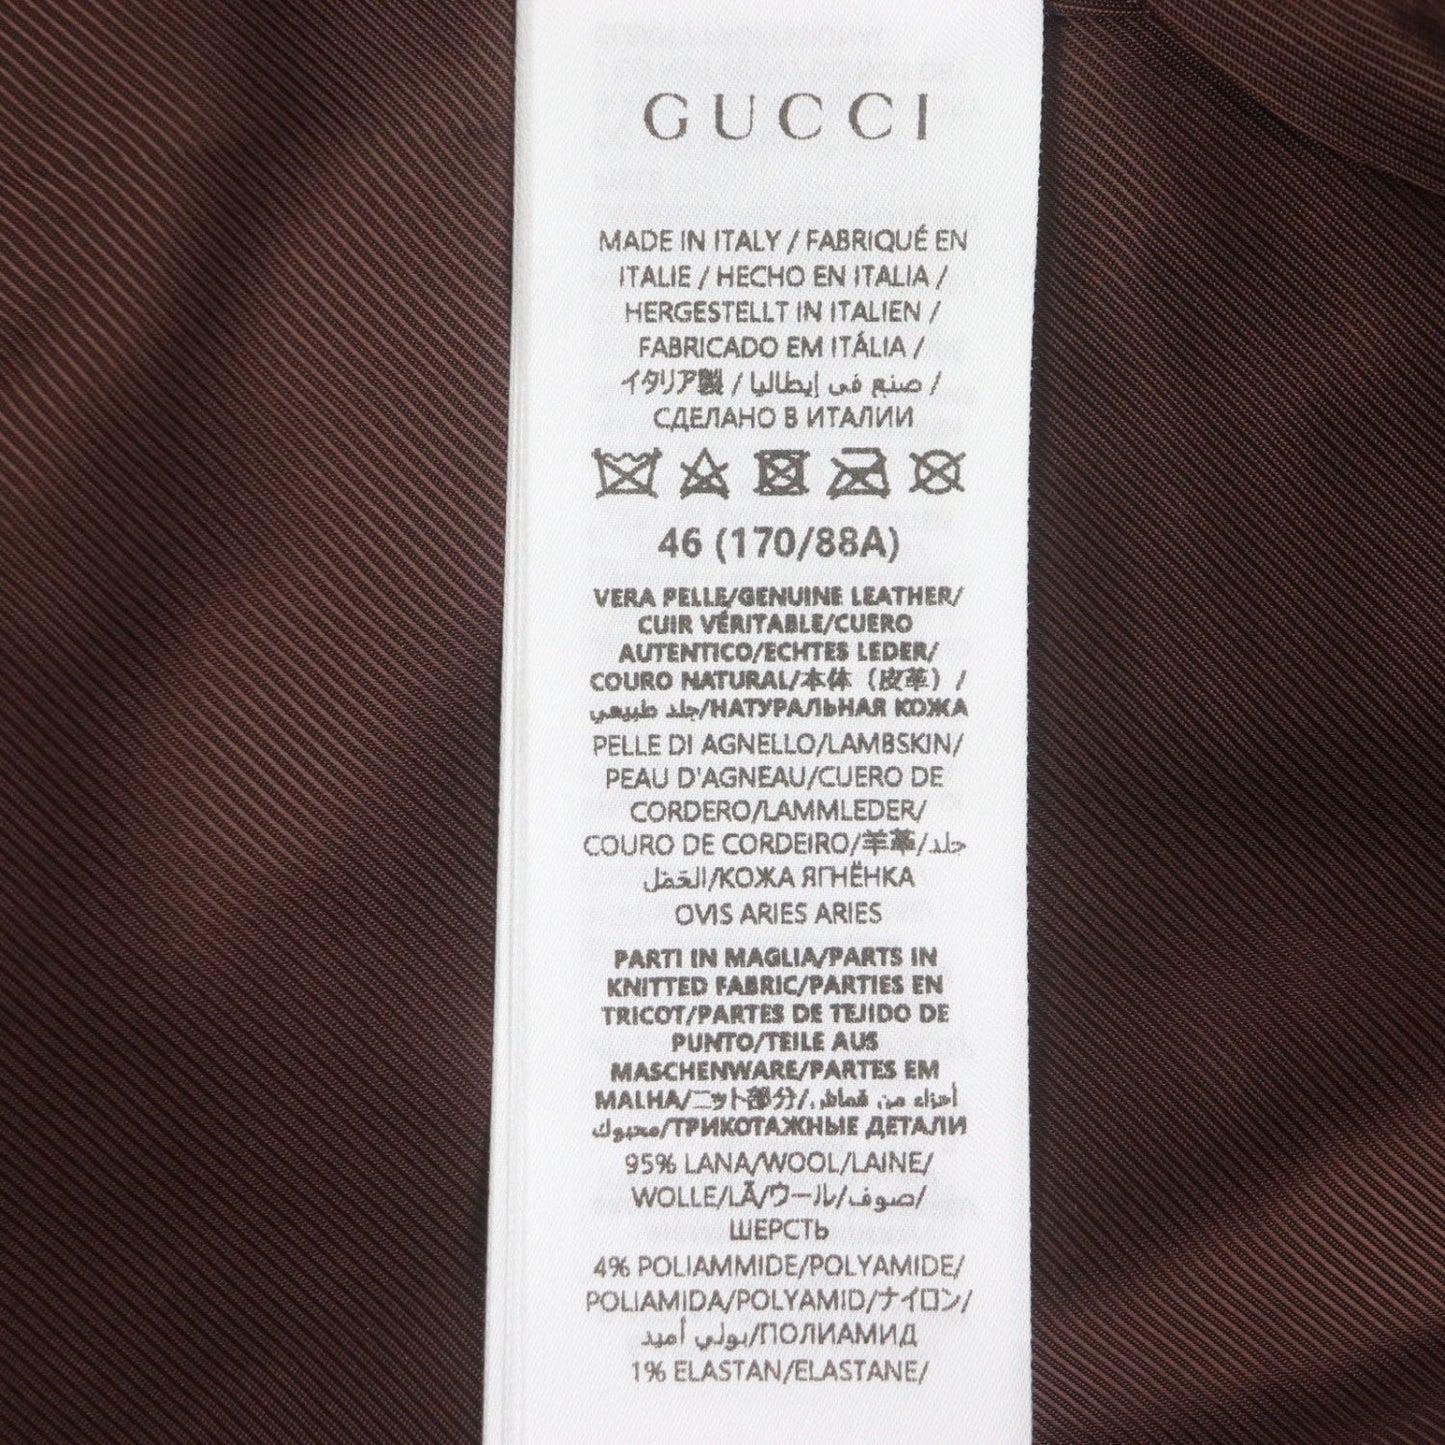 GUCCI
MADE IN ITALY / FABRIQUÉ EN
ITALIE / HECHO EN ITALIA /
HERGESTELLT IN ITALIEN /
FABRICADO EM ITÁLIA /
イタリア製 / صنع في إيطاليا /
СДЕЛАНО В ИТАЛИИ
46 (170/88A)
VERA PELLE/GENUINE LEATHER/
CUIR VÉRITABLE/CUERO
AUTENTICO/ECHTES LEDER/
COURO NATURAL/本体（皮革）/
جلد طبيعي/НАТУРАЛЬНАЯ КОЖА
PELLE DI AGNELLO/LAMBSKIN/
PEAU D'AGNEAU/CUERO DE
CORDERO/LAMMLEDER/
COURO DE CORDEIRO/羊革/جلد
الحَمَل/КОЖА ЯГНЁНКА
OVIS ARIES ARIES
PARTI IN MAGLIA/PARTS IN
KNITTED FABRIC/PARTIES EN
TRICOT/PARTES DE TEJIDO DE
PUNTO/TEILE AUS
MASCHENWARE/PARTES EM
MALHA/ニット部分/أجزاء من قماش
محبوك/ТРИКОТАЖНЫЕ ДЕТАЛИ
95% LANA/WOOL/LAINE/
WOLLE/LÃ/ウール/صوف/
ШЕРСТЬ
4% POLIAMMIDE/POLYAMIDE/
POLIAMIDA/POLYAMID/ナイロン/
بولي أميد/ПОЛИАМИД
1% ELASTAN/ELASTANE/